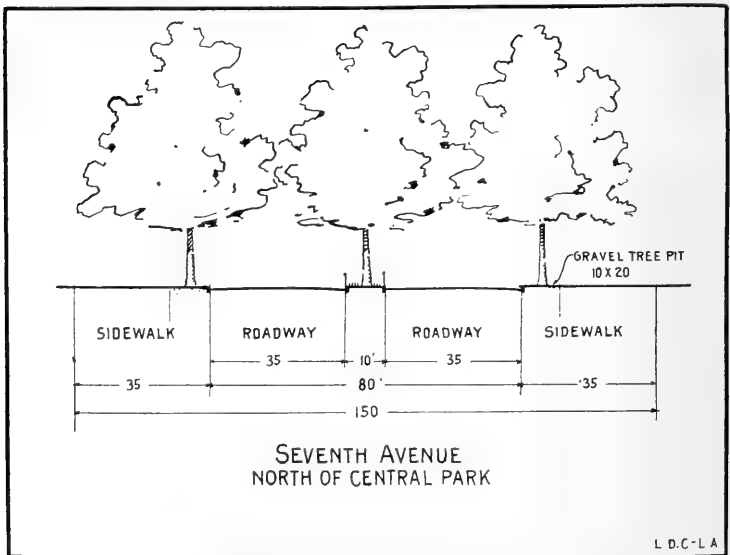 GRAVEL TREE PIT
10 X 20
SIDEWALK ROADWAY ROADWAY SIDEWALK
35 10' 35
35 80' 35
150
SEVENTH AVENUE
NORTH OF CENTRAL PARK
L D.C-L A